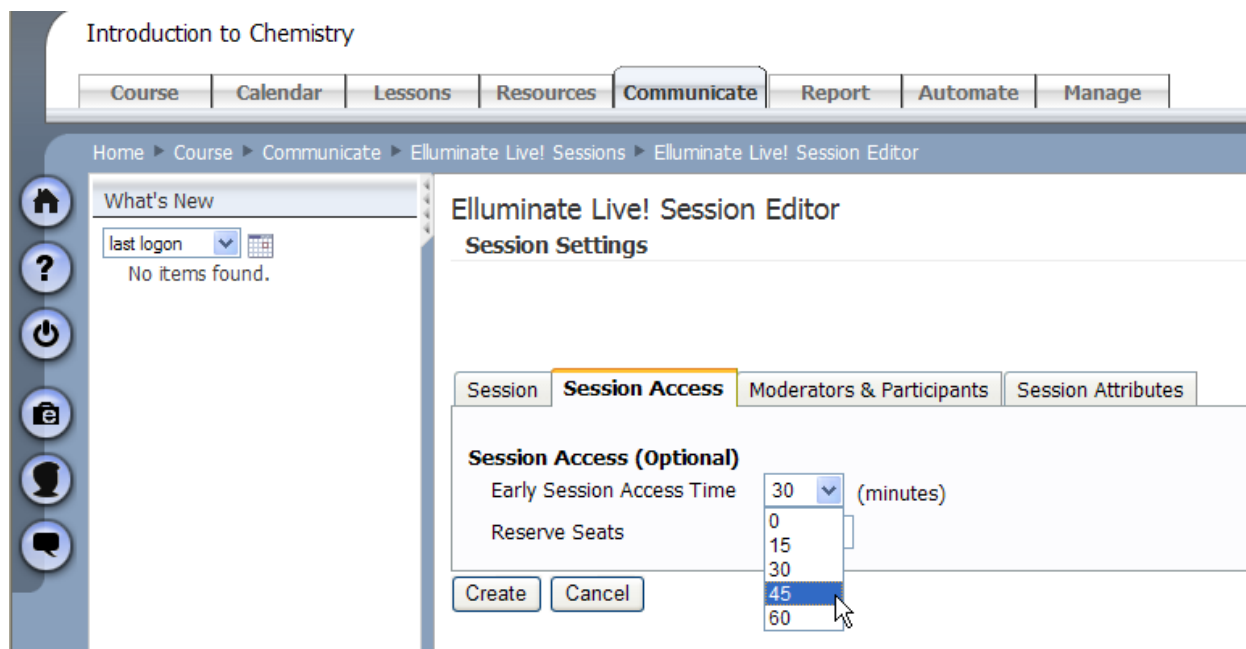 Introduction to Chemistry
Course Calendar Lessons Resources Communicate Report Automate Manage
Home ▶ Course ▶ Communicate ▶ Elluminate Live! Sessions ▶ Elluminate Live! Session Editor
What's New
last logon
No items found.
Elluminate Live! Session Editor
Session Settings
Session Session Access Moderators & Participants Session Attributes
Session Access (Optional)
Early Session Access Time 30 (minutes)
Reserve Seats
0
15
30
45
60
Create Cancel